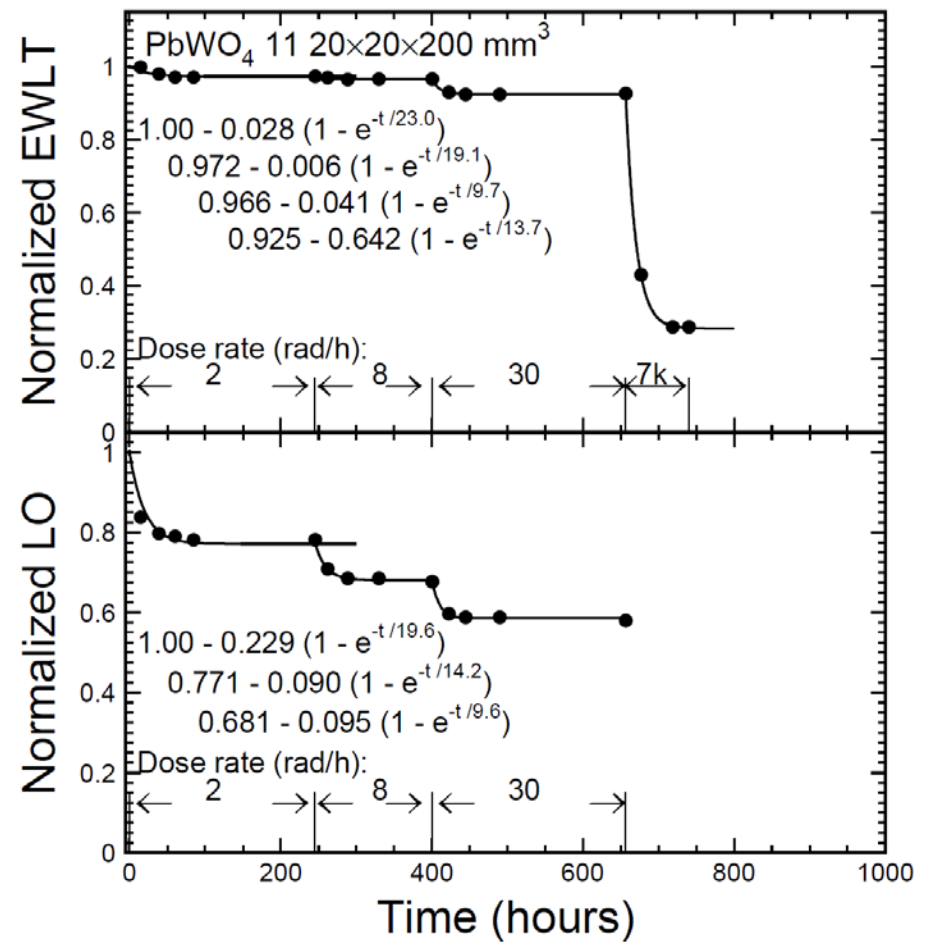 Normalized EWLT
PbWO₄ 11 20×20×200 mm³
1
0.8
0.6
0.4
0.2
0
1.00 - 0.028 (1 - e^{-t /23.0})
0.972 - 0.006 (1 - e^{-t /19.1})
0.966 - 0.041 (1 - e^{-t /9.7})
0.925 - 0.642 (1 - e^{-t /13.7})
Dose rate (rad/h):
2 8 30 7k
Normalized LO
1
0.8
0.6
0.4
0.2
0
1.00 - 0.229 (1 - e^{-t /19.6})
0.771 - 0.090 (1 - e^{-t /14.2})
0.681 - 0.095 (1 - e^{-t /9.6})
Dose rate (rad/h):
2 8 30
0 200 400 600 800 1000
Time (hours)